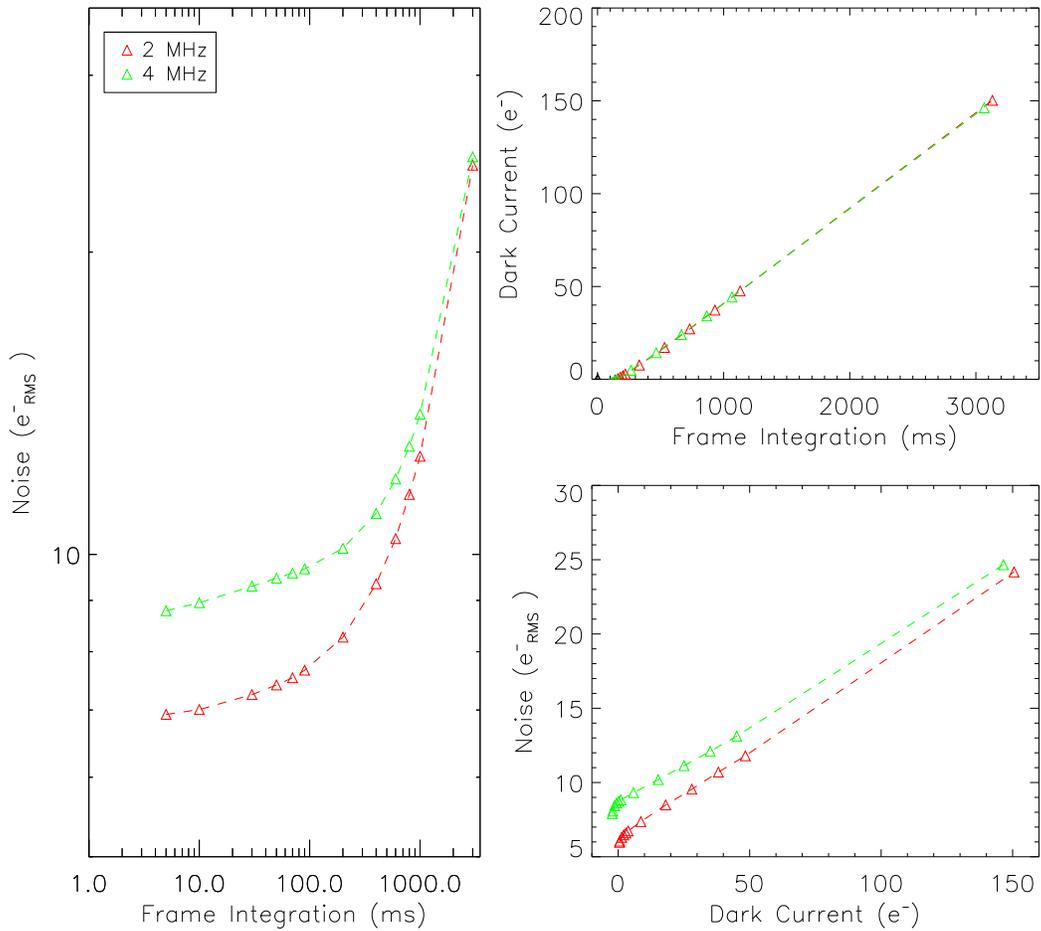 2 MHz
4 MHz
Noise (e⁻RMS )
10
1.0 10.0 100.0 1000.0
Frame Integration (ms)
200
150
100
50
0
Dark Current (e⁻)
0 1000 2000 3000
Frame Integration (ms)
30
25
20
15
10
5
Noise (e⁻RMS)
0 50 100 150
Dark Current (e⁻)